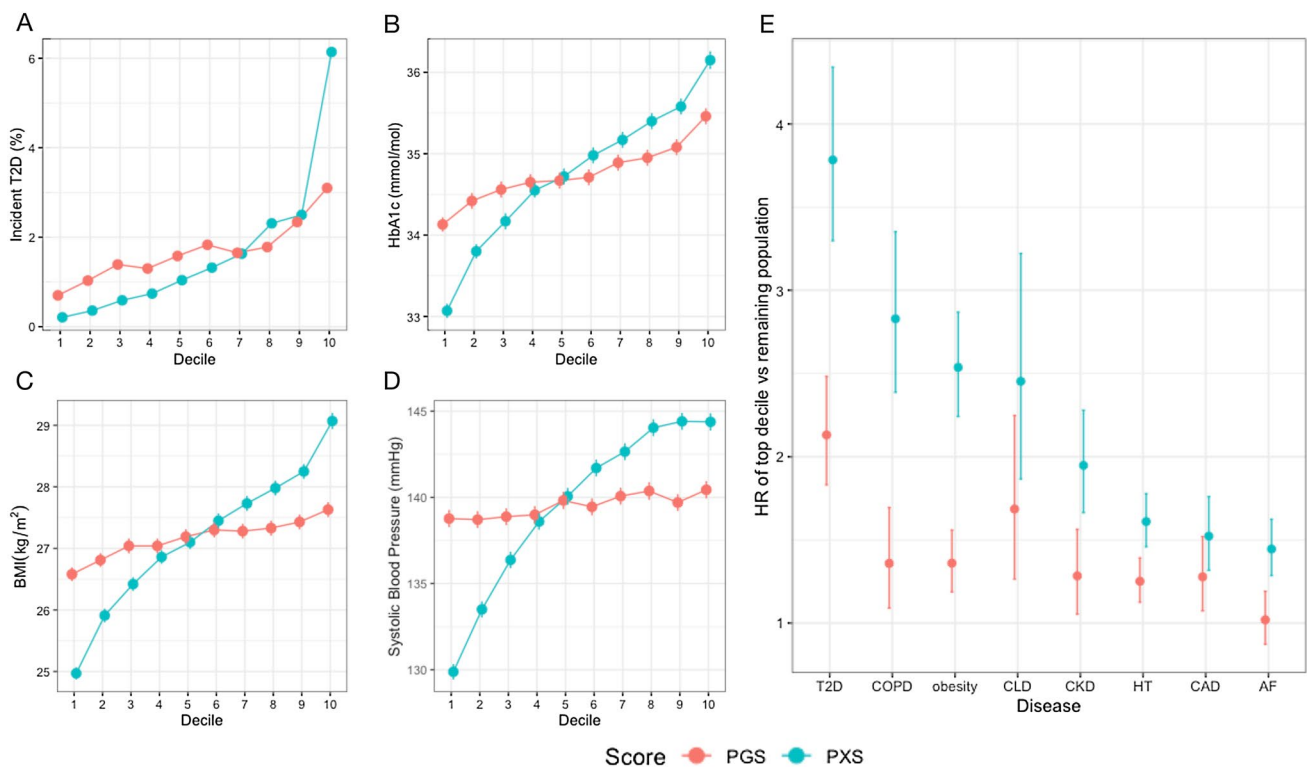 A
Incident T2D (%)
6
4
2
0
1 2 3 4 5 6 7 8 9 10
Decile
B
HbA1c (mmol/mol)
36
35
34
33
1 2 3 4 5 6 7 8 9 10
Decile
C
BMI(kg/m²)
29
28
27
26
25
1 2 3 4 5 6 7 8 9 10
Decile
D
Systolic Blood Pressure (mmHg)
145
140
135
130
1 2 3 4 5 6 7 8 9 10
Decile
E
HR of top decile vs remaining population
4
3
2
1
T2D COPD obesity CLD CKD HT CAD AF
Disease
Score PGS PXS